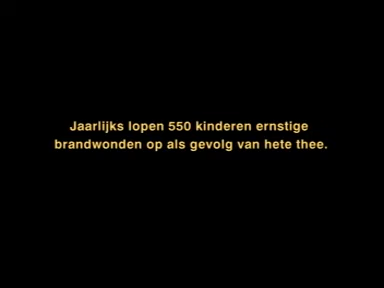 Jaarlijks lopen 550 kinderen ernstige
brandwonden op als gevolg van hete thee.